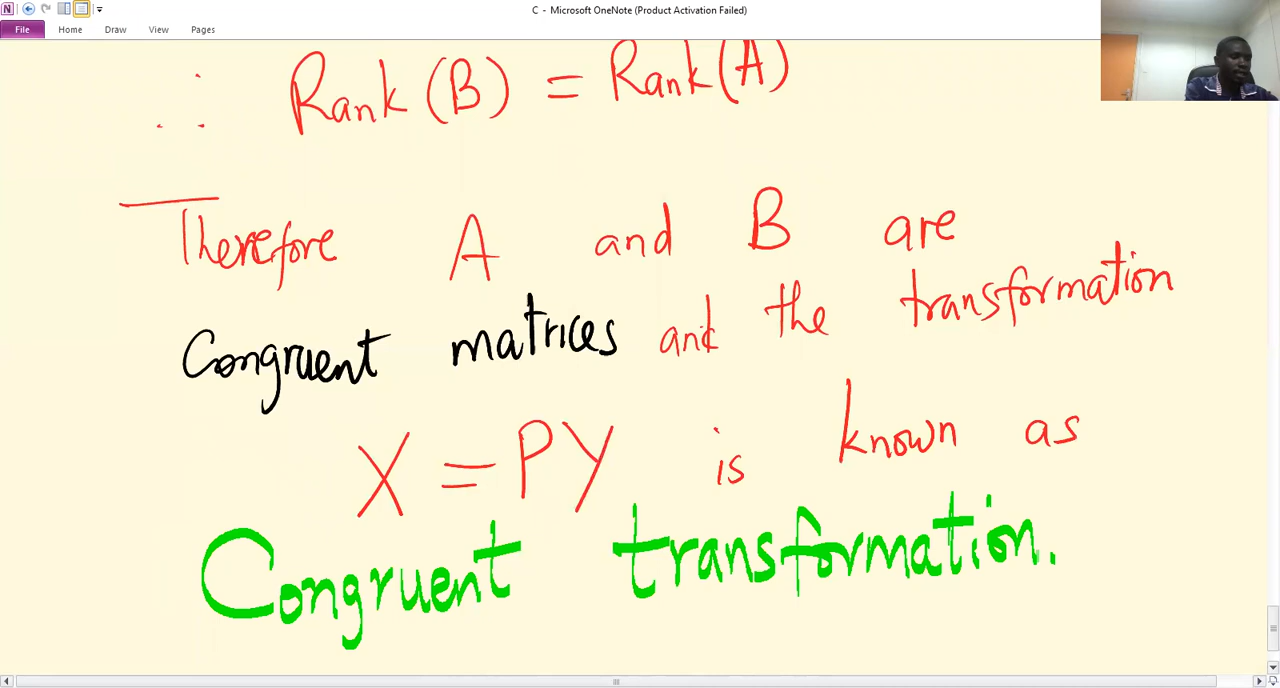 C - Microsoft OneNote (Product Activation Failed)
File Home Draw View Pages
∴ Rank(B) = Rank(A)
Therefore A and B are
Congruent matrices and the transformation
X = PY is known as
Congruent transformation.